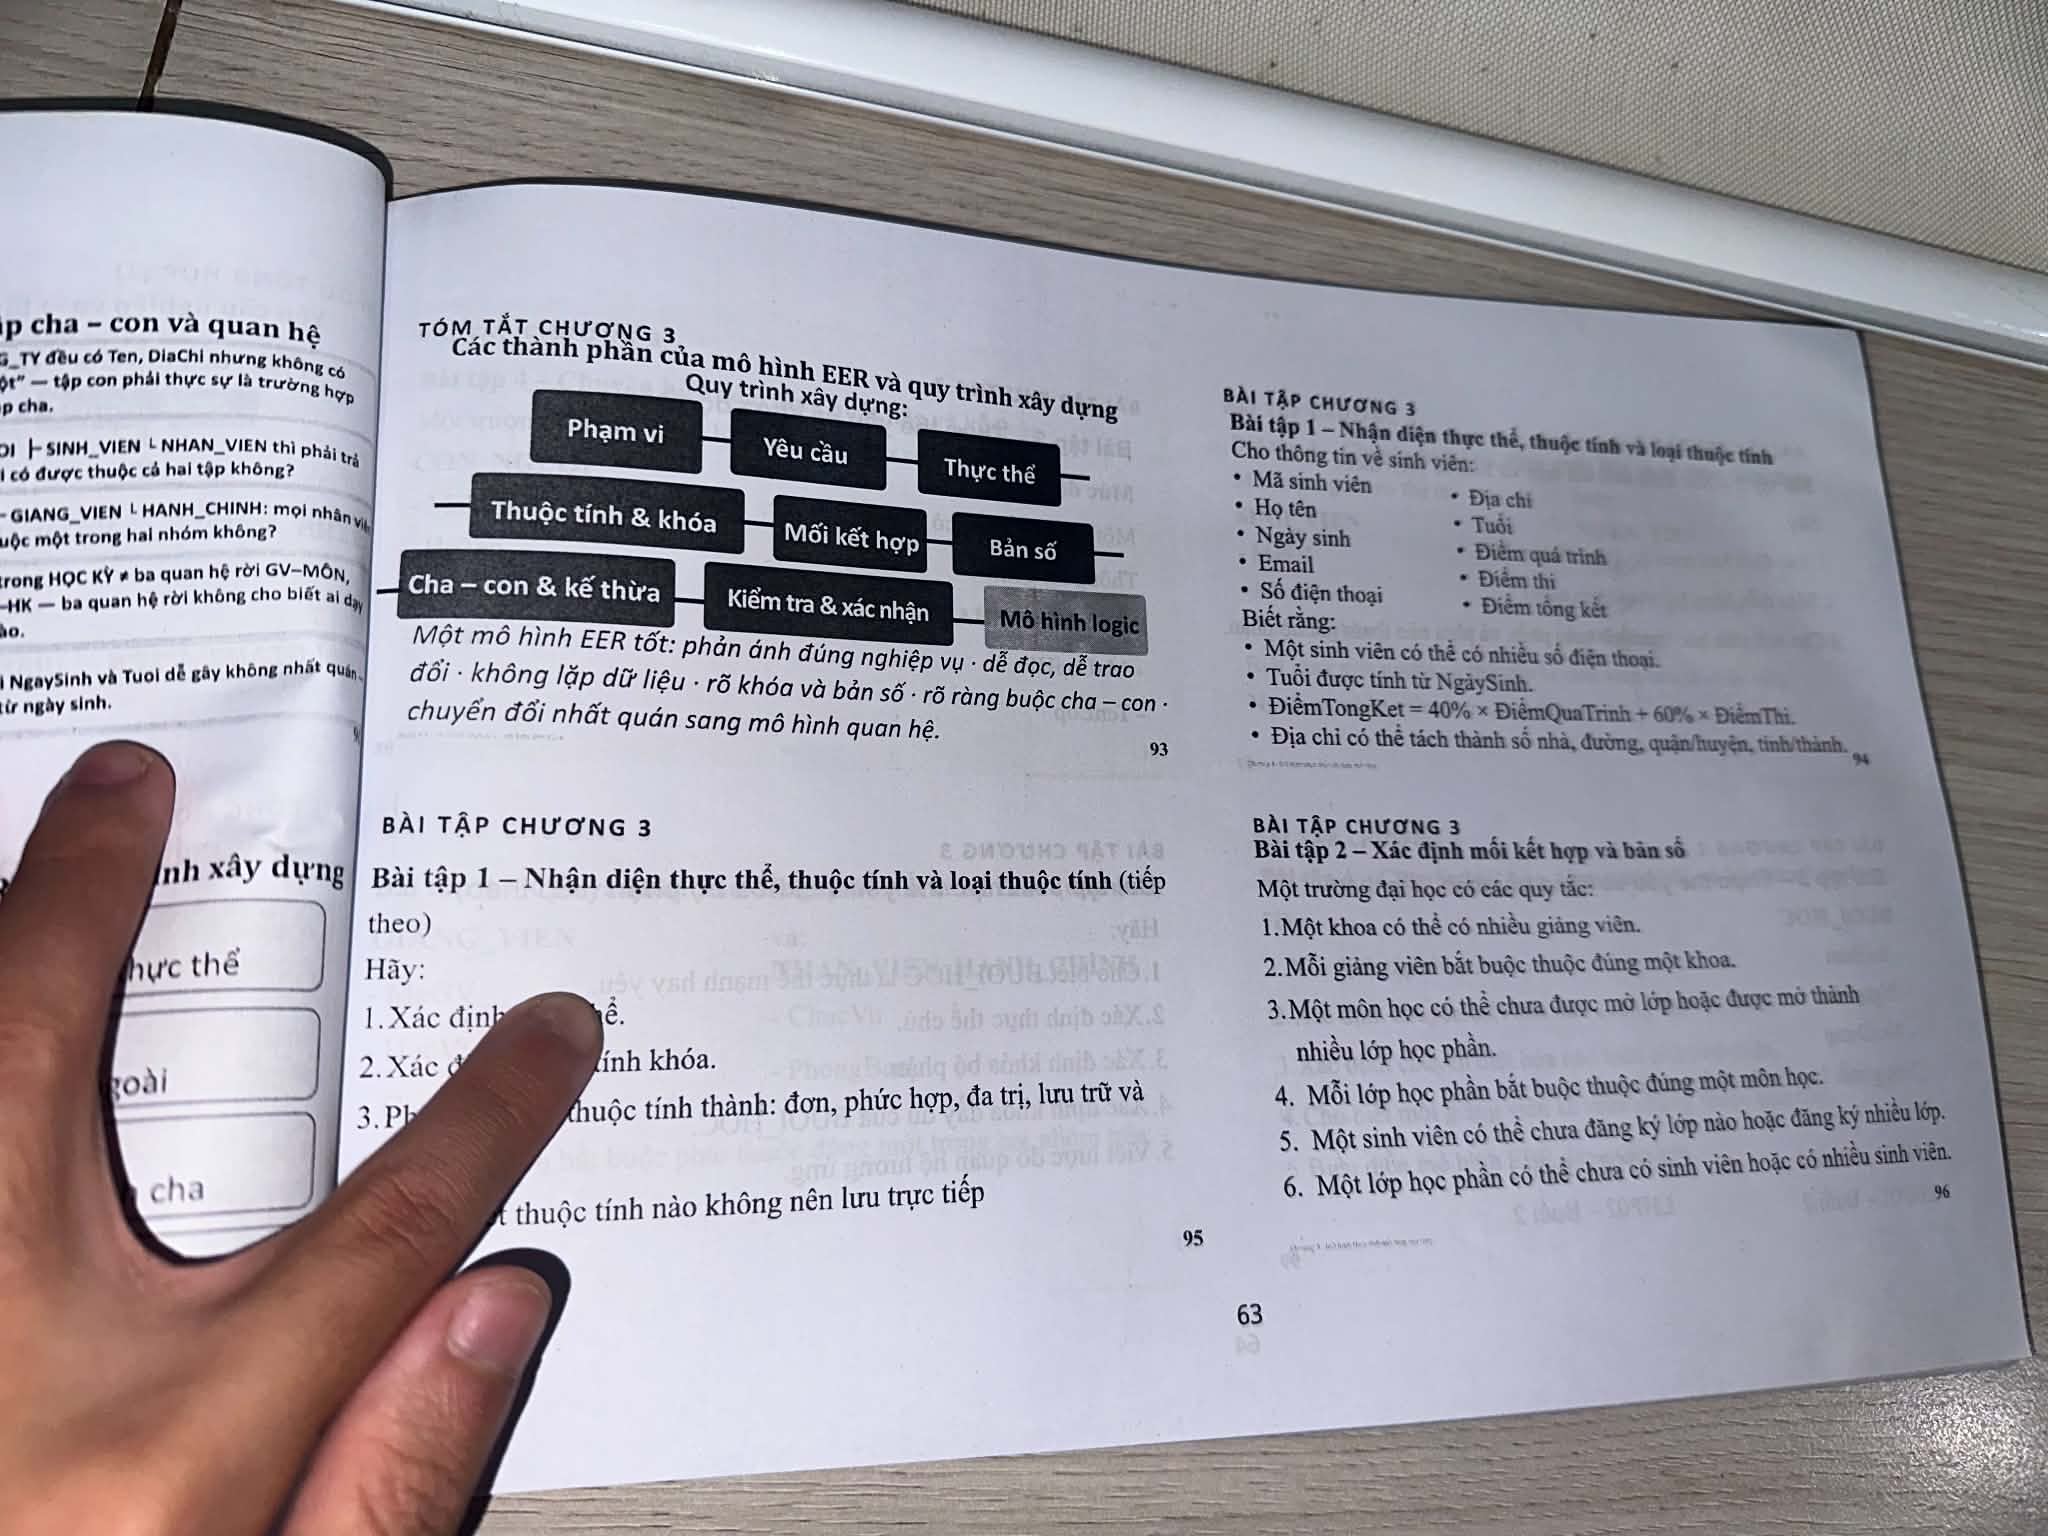 cha – con và quan hệ
G_TY đều có Ten, DiaChi nhưng không có
— tập con phải thực sự là trường hợp
cha.
├ SINH_VIEN └ NHAN_VIEN thì phải trả
có được thuộc cả hai tập không?
GIANG_VIEN └ HANH_CHINH: mọi nhân
một trong hai nhóm không?
trong HỌC KỲ ≠ ba quan hệ rời GV–MÔN,
–HK — ba quan hệ rời không cho biết ai dạy
NgaySinh và Tuoi dễ gây không nhất quán
từ ngày sinh.
xây dựng
thể
cha
TÓM TẮT CHƯƠNG 3
Các thành phần của mô hình EER và quy trình xây dựng
Quy trình xây dựng:
Phạm vi
Yêu cầu
Thực thể
Thuộc tính & khóa
Mối kết hợp
Bản số
Cha – con & kế thừa
Kiểm tra & xác nhận
Mô hình logic
Một mô hình EER tốt: phản ánh đúng nghiệp vụ · dễ đọc, dễ trao
đổi · không lặp dữ liệu · rõ khóa và bản số · rõ ràng buộc cha – con ·
chuyển đổi nhất quán sang mô hình quan hệ.
93
BÀI TẬP CHƯƠNG 3
Bài tập 1 – Nhận diện thực thể, thuộc tính và loại thuộc tính
Cho thông tin về sinh viên:
• Mã sinh viên
• Họ tên
• Ngày sinh
• Email
• Số điện thoại
• Địa chỉ
• Tuổi
• Điểm quá trình
• Điểm thi
• Điểm tổng kết
Biết rằng:
• Một sinh viên có thể có nhiều số điện thoại.
• Tuổi được tính từ NgàySinh.
• ĐiểmTongKet = 40% × ĐiểmQuaTrinh + 60% × ĐiểmThi.
• Địa chỉ có thể tách thành số nhà, đường, quận/huyện, tỉnh/thành.
94
BÀI TẬP CHƯƠNG 3
Bài tập 1 – Nhận diện thực thể, thuộc tính và loại thuộc tính (tiếp
theo)
Hãy:
1. Xác định
2. Xác tính khóa.
3. thuộc tính thành: đơn, phức hợp, đa trị, lưu trữ và
thuộc tính nào không nên lưu trực tiếp
95
BÀI TẬP CHƯƠNG 3
Bài tập 2 – Xác định mối kết hợp và bản số
Một trường đại học có các quy tắc:
1.Một khoa có thể có nhiều giảng viên.
2.Mỗi giảng viên bắt buộc thuộc đúng một khoa.
3.Một môn học có thể chưa được mở lớp hoặc được mở thành
nhiều lớp học phần.
4. Mỗi lớp học phần bắt buộc thuộc đúng một môn học.
5. Một sinh viên có thể chưa đăng ký lớp nào hoặc đăng ký nhiều lớp.
6. Một lớp học phần có thể chưa có sinh viên hoặc có nhiều sinh viên.
96
63